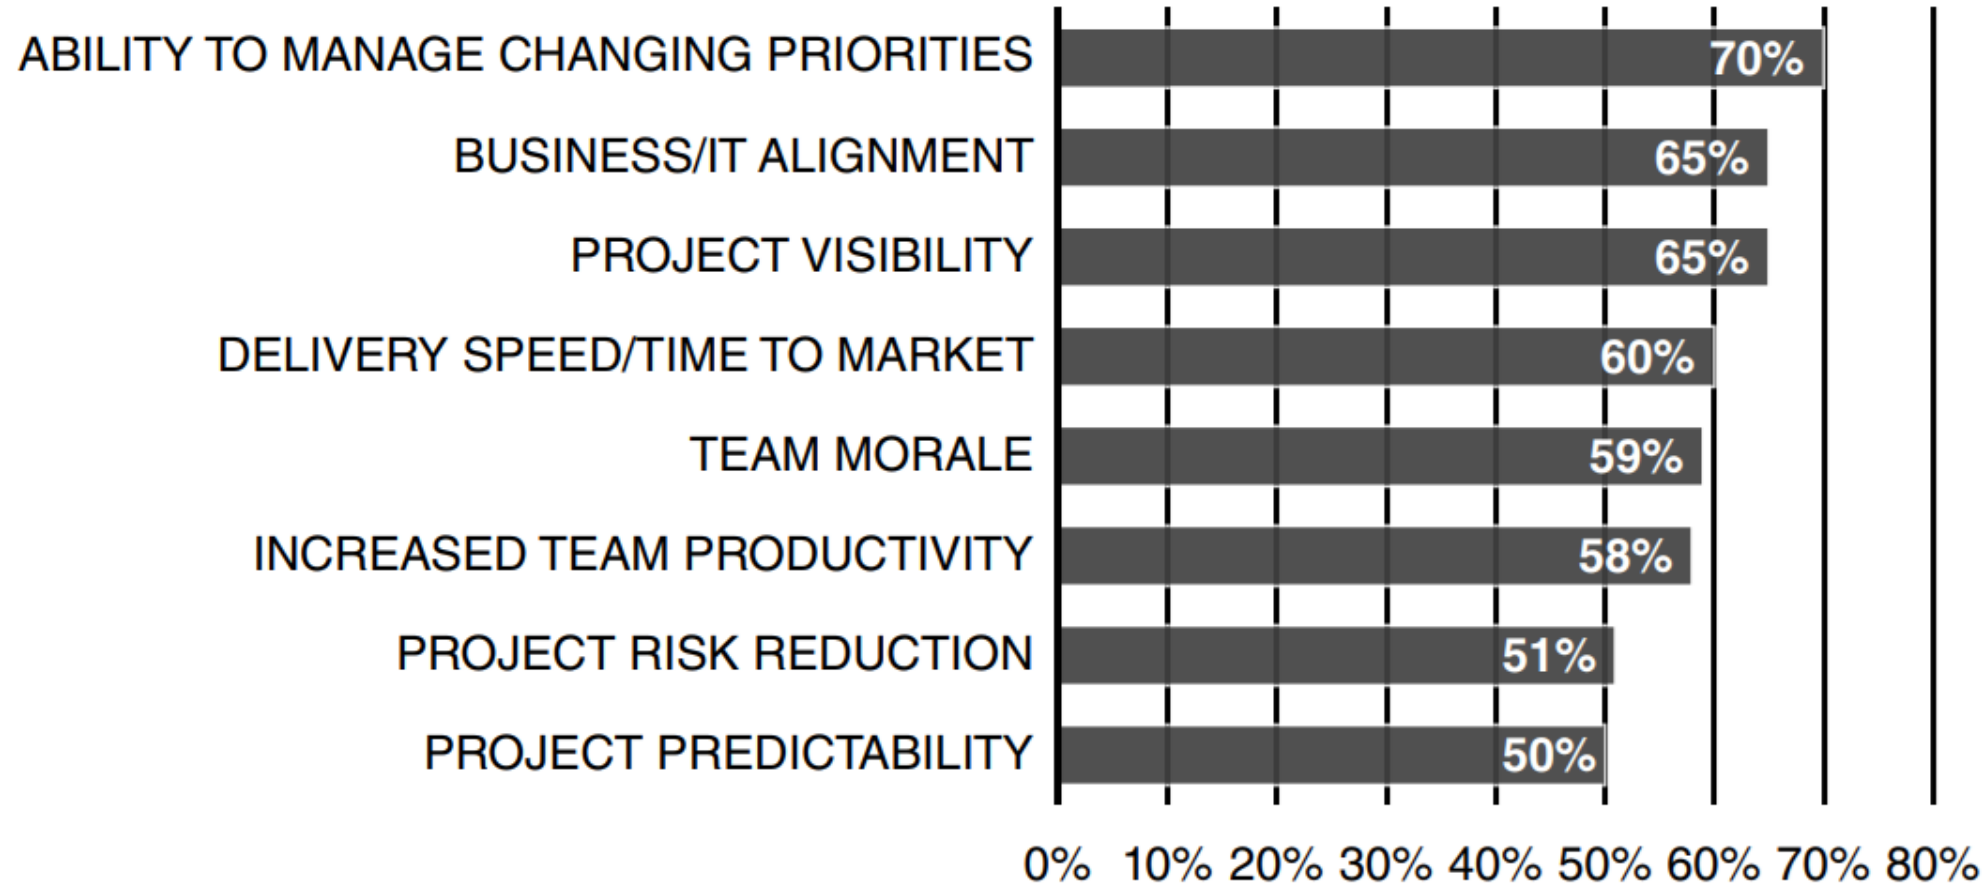 ABILITY TO MANAGE CHANGING PRIORITIES 70%
BUSINESS/IT ALIGNMENT 65%
PROJECT VISIBILITY 65%
DELIVERY SPEED/TIME TO MARKET 60%
TEAM MORALE 59%
INCREASED TEAM PRODUCTIVITY 58%
PROJECT RISK REDUCTION 51%
PROJECT PREDICTABILITY 50%
0% 10% 20% 30% 40% 50% 60% 70% 80%